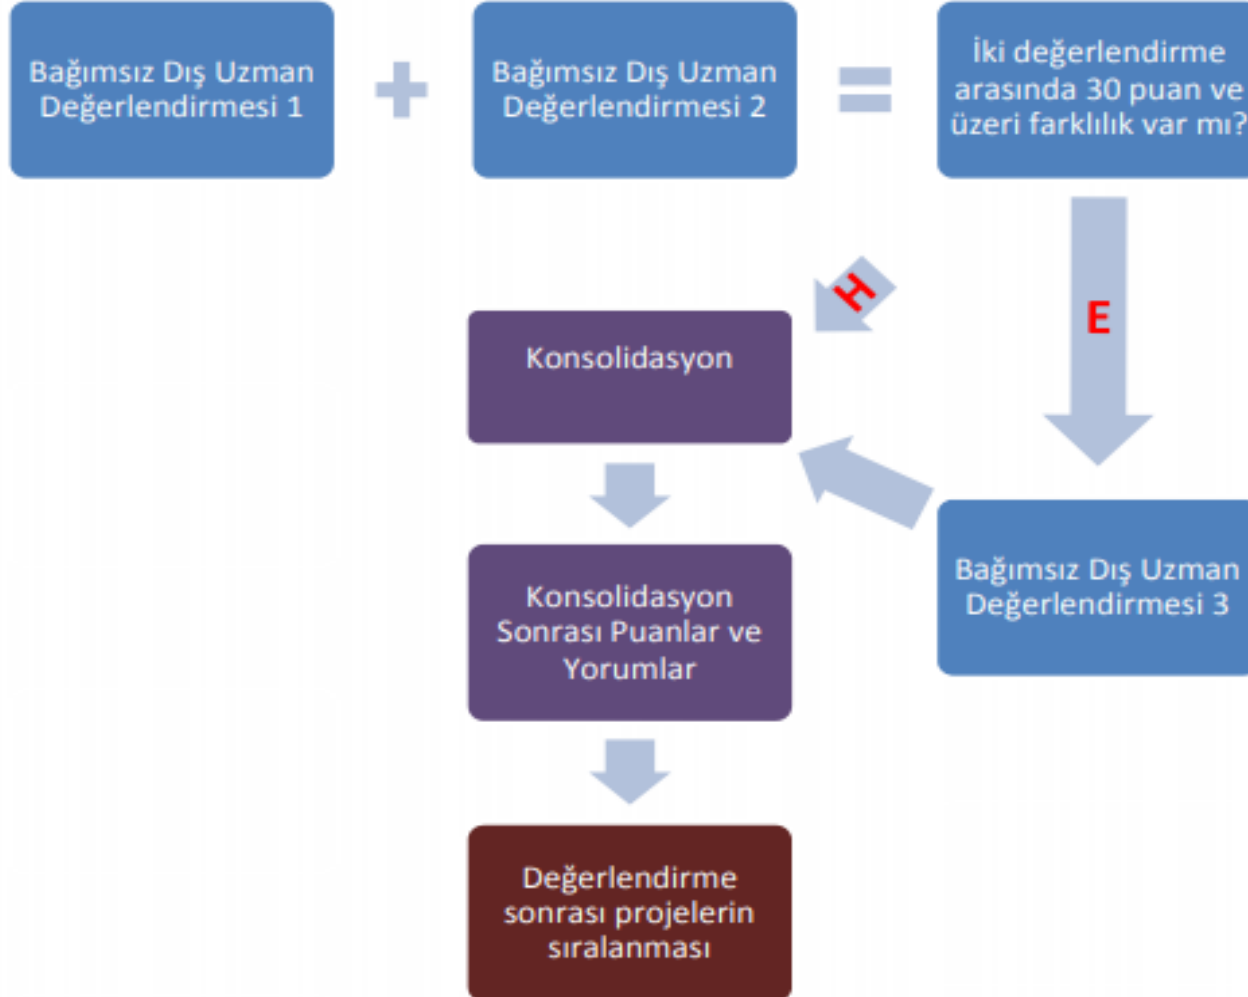 Bağımsız Dış Uzman
Değerlendirmesi 1
+
Bağımsız Dış Uzman
Değerlendirmesi 2
=
İki değerlendirme
arasında 30 puan ve
üzeri farklılık var mı?
H
E
Konsolidasyon
Bağımsız Dış Uzman
Değerlendirmesi 3
Konsolidasyon
Sonrası Puanlar ve
Yorumlar
Değerlendirme
sonrası projelerin
sıralanması